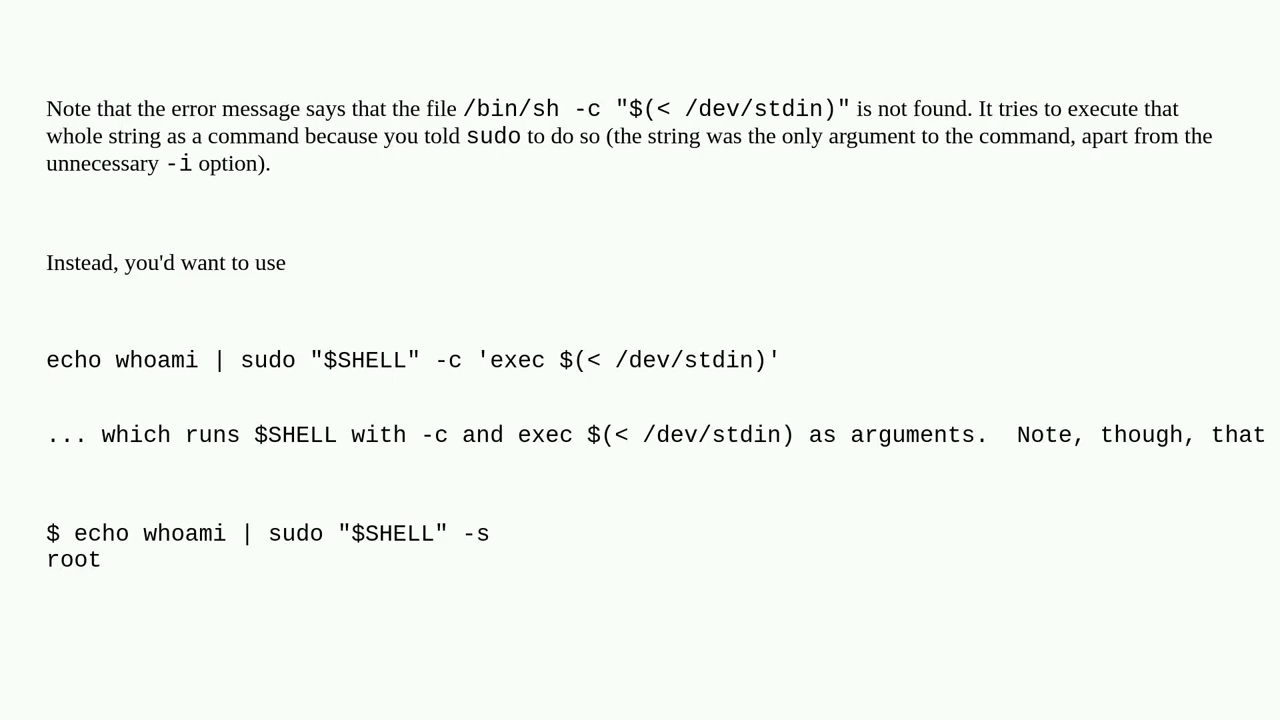 Note that the error message says that the file /bin/sh -c "$(< /dev/stdin)" is not found. It tries to execute that
whole string as a command because you told sudo to do so (the string was the only argument to the command, apart from the
unnecessary -i option).
Instead, you'd want to use
echo whoami | sudo "$SHELL" -c 'exec $(< /dev/stdin)'
... which runs $SHELL with -c and exec $(< /dev/stdin) as arguments.  Note, though, that
$ echo whoami | sudo "$SHELL" -s
root